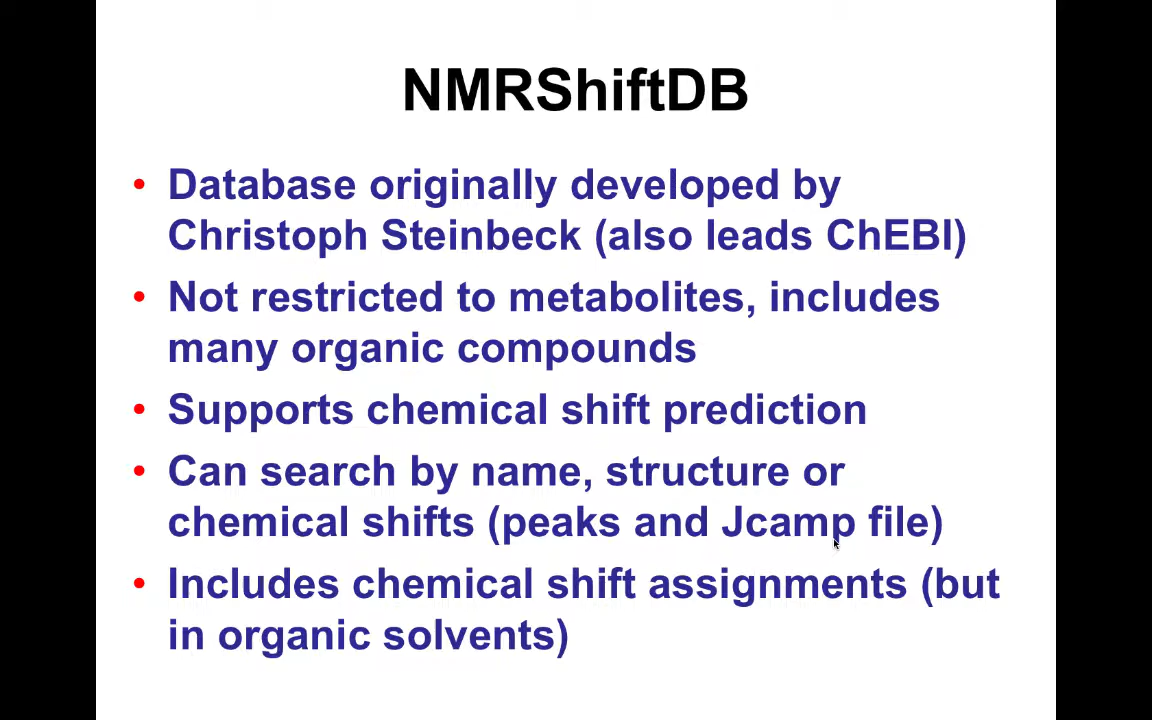 NMRShiftDB
• Database originally developed by
Christoph Steinbeck (also leads ChEBI)
• Not restricted to metabolites, includes
many organic compounds
• Supports chemical shift prediction
• Can search by name, structure or
chemical shifts (peaks and Jcamp file)
• Includes chemical shift assignments (but
in organic solvents)